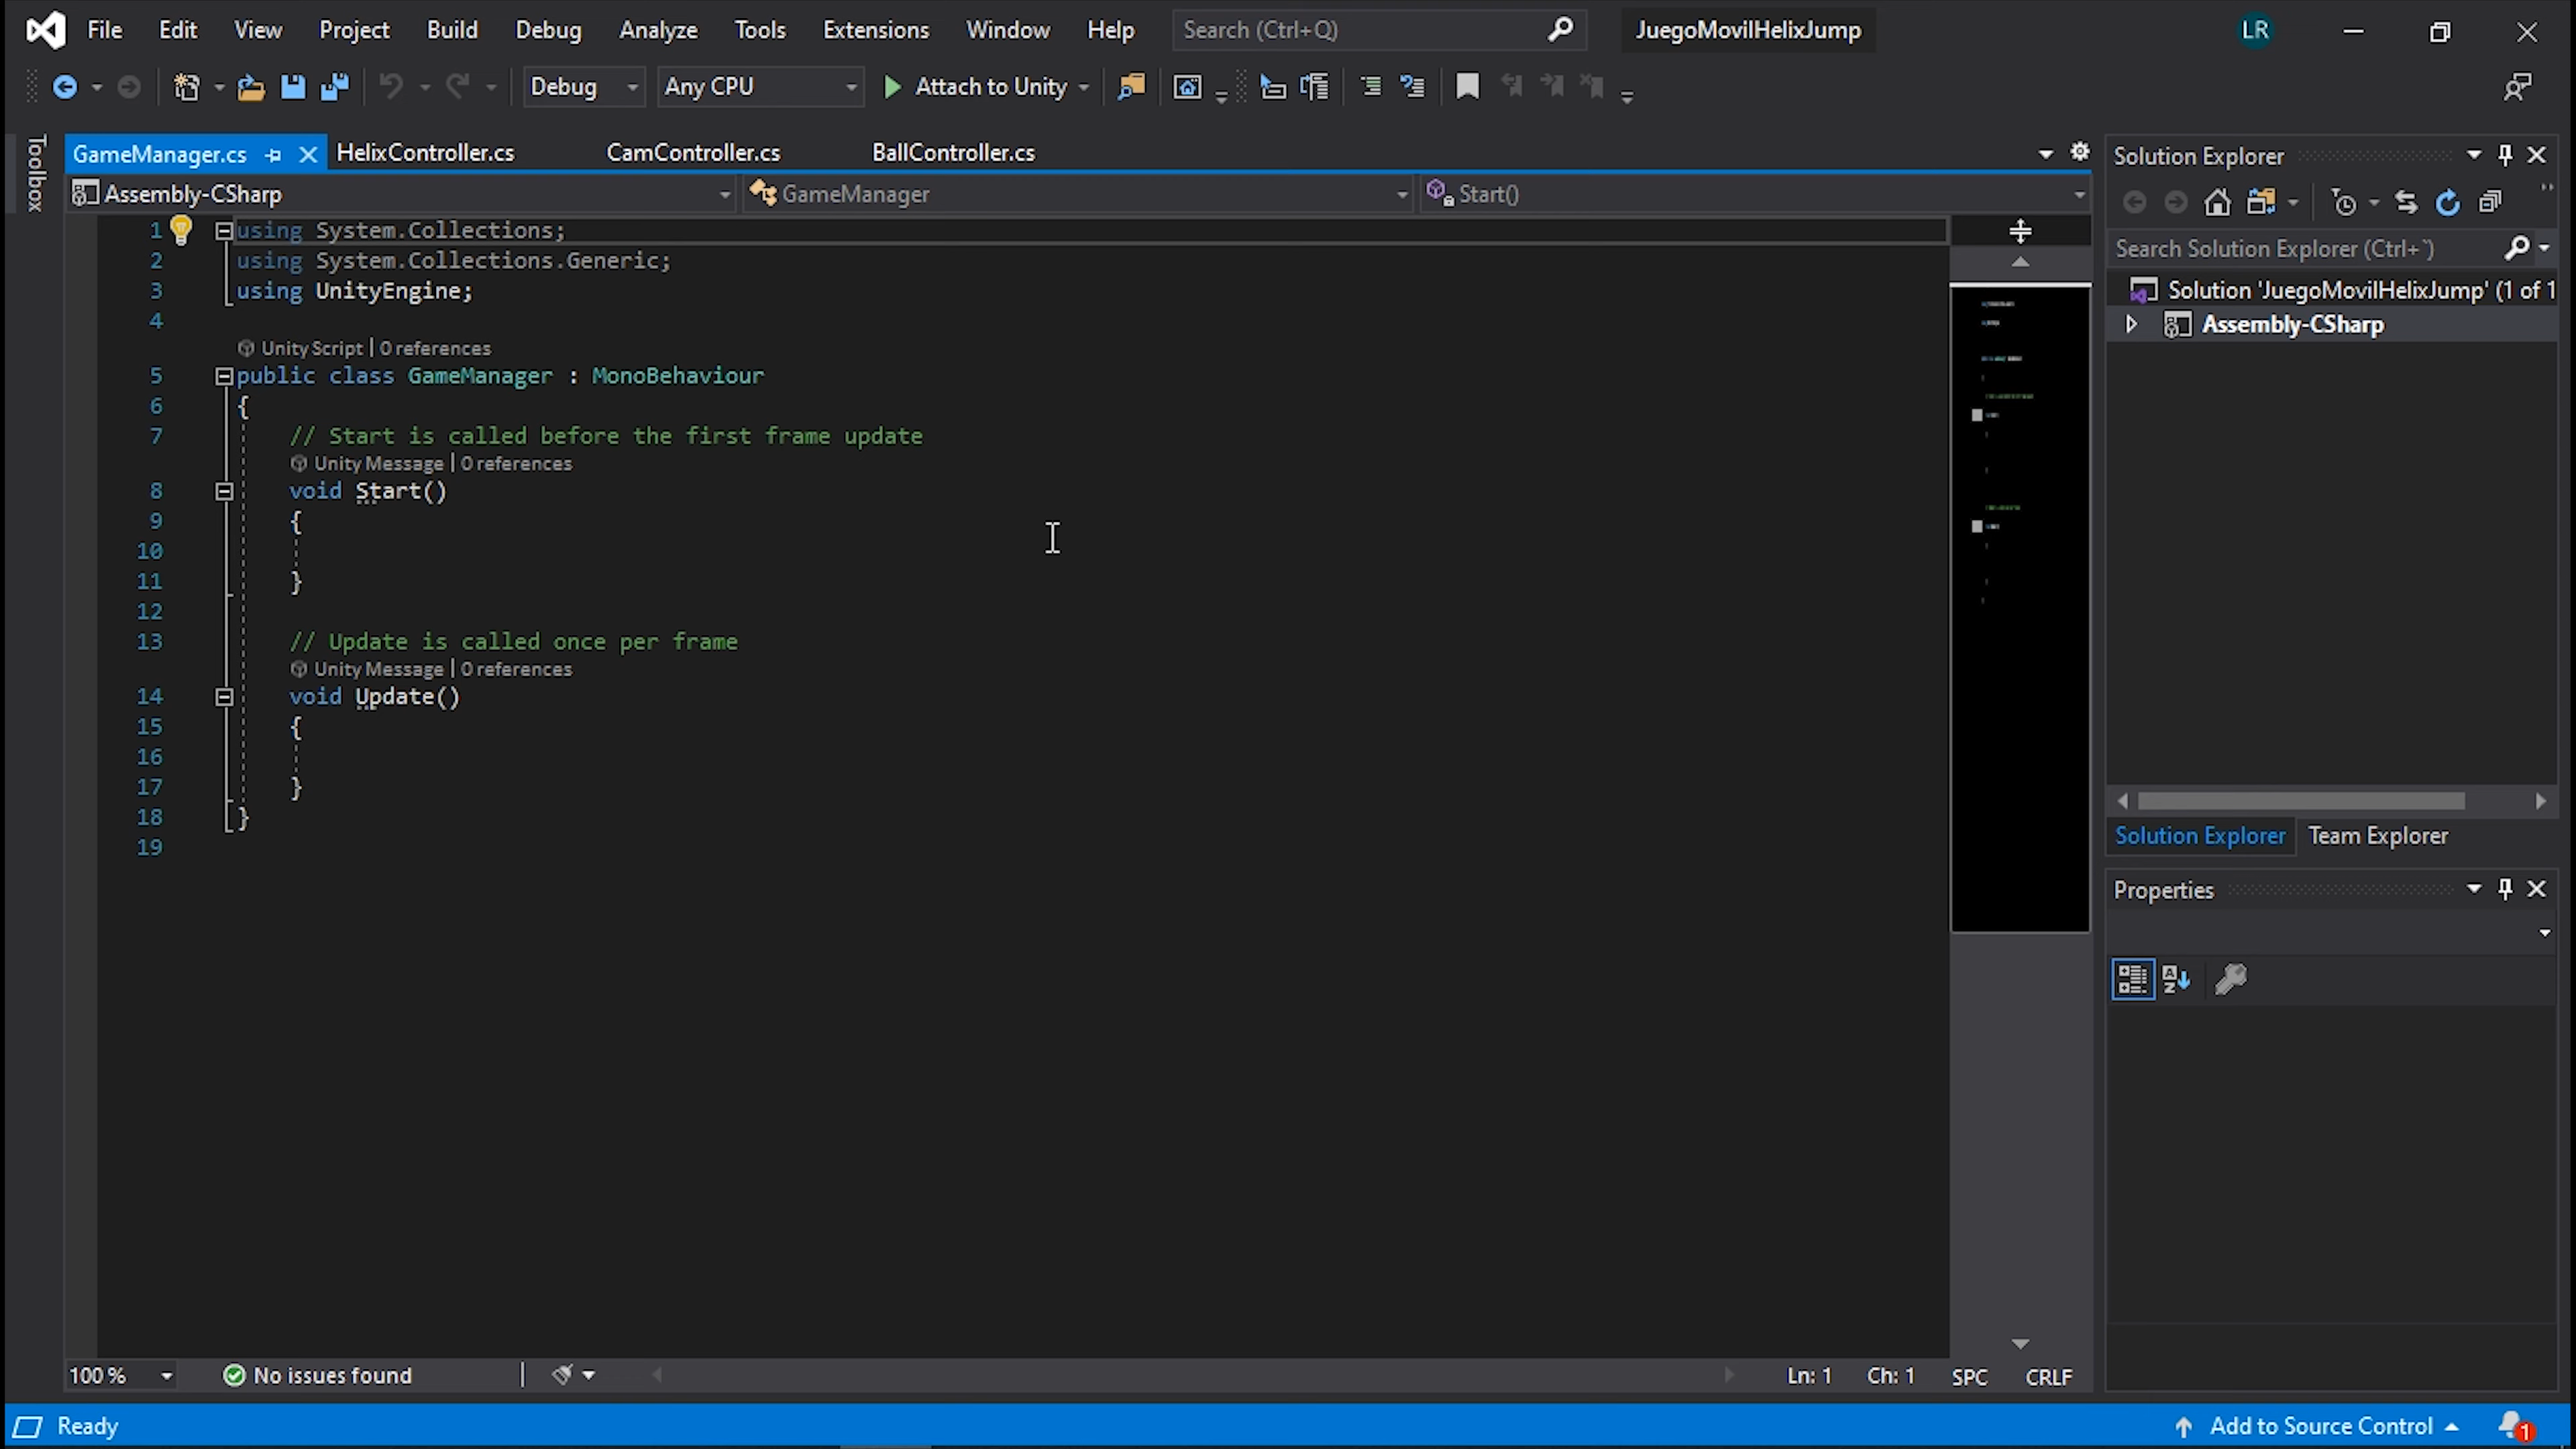 File Edit View Project Build Debug Analyze Tools Extensions Window Help Search (Ctrl+Q) JuegoMovilHelixJump LR
Debug Any CPU Attach to Unity
Toolbox
GameManager.cs HelixController.cs CamController.cs BallController.cs
Assembly-CSharp GameManager Start()
1 using System.Collections;
2 using System.Collections.Generic;
3 using UnityEngine;
4
Unity Script | 0 references
5 public class GameManager : MonoBehaviour
6 {
7 // Start is called before the first frame update
Unity Message | 0 references
8 void Start()
9 {
10
11 }
12
13 // Update is called once per frame
Unity Message | 0 references
14 void Update()
15 {
16
17 }
18 }
19
100 % No issues found Ln: 1 Ch: 1 SPC CRLF
Solution Explorer
Search Solution Explorer (Ctrl+`)
Solution 'JuegoMovilHelixJump' (1 of 1
Assembly-CSharp
Solution Explorer Team Explorer
Properties
Ready Add to Source Control 1